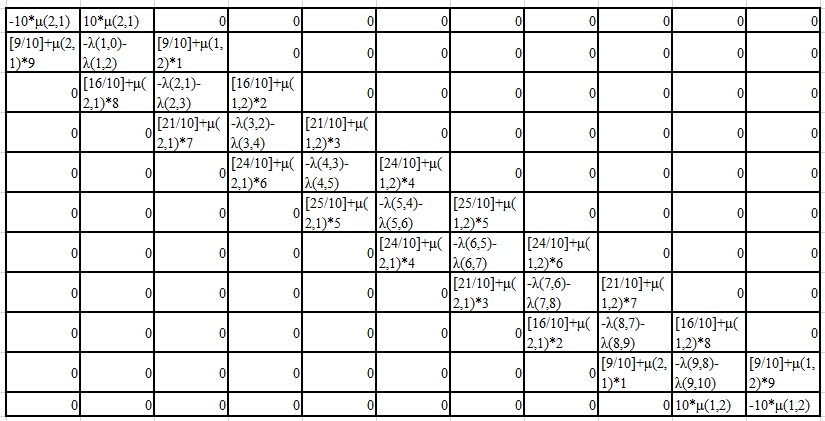 -10*μ(2,1) 10*μ(2,1) 0 0 0 0 0 0 0 0 0
[9/10]+μ(2, -λ(1,0)- [9/10]+μ(1, 0 0 0 0 0 0 0 0
1)*9 λ(1,2) 2)*1
0 [16/10]+μ( -λ(2,1)- [16/10]+μ( 0 0 0 0 0 0 0
2,1)*8 λ(2,3) 1,2)*2
0 0 [21/10]+μ( -λ(3,2)- [21/10]+μ( 0 0 0 0 0 0
2,1)*7 λ(3,4) 1,2)*3
0 0 0 [24/10]+μ( -λ(4,3)- [24/10]+μ( 0 0 0 0 0
2,1)*6 λ(4,5) 1,2)*4
0 0 0 0 [25/10]+μ( -λ(5,4)- [25/10]+μ( 0 0 0 0
2,1)*5 λ(5,6) 1,2)*5
0 0 0 0 0 [24/10]+μ( -λ(6,5)- [24/10]+μ( 0 0 0
2,1)*4 λ(6,7) 1,2)*6
0 0 0 0 0 0 [21/10]+μ( -λ(7,6)- [21/10]+μ( 0 0
2,1)*3 λ(7,8) 1,2)*7
0 0 0 0 0 0 0 [16/10]+μ( -λ(8,7)- [16/10]+μ( 0
2,1)*2 λ(8,9) 1,2)*8
0 0 0 0 0 0 0 0 [9/10]+μ(2, -λ(9,8)- [9/10]+μ(1,
1)*1 λ(9,10) 2)*9
0 0 0 0 0 0 0 0 0 10*μ(1,2) -10*μ(1,2)